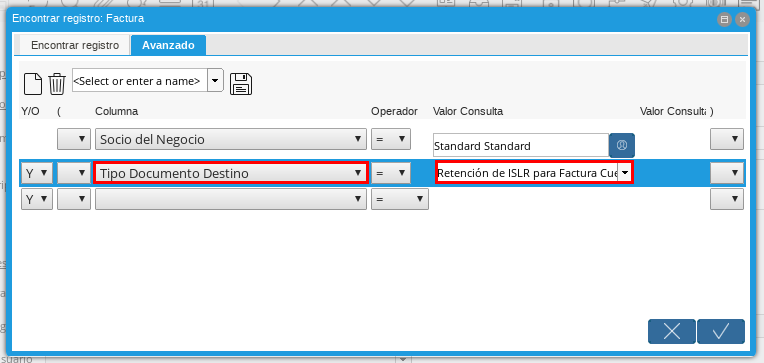 Encontrar registro: Factura
Encontrar registro Avanzado
<Select or enter a name>
Y/O ( Columna Operador Valor Consulta Valor Consulta )
Socio del Negocio = Standard Standard
Y Tipo Documento Destino = Retención de ISLR para Factura Cue
Y =
suario